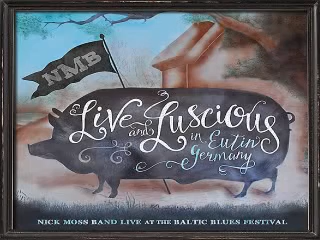 NMB
Live and Luscious
in Eutin
Germany
NICK MOSS BAND LIVE AT THE BALTIC BLUES FESTIVAL